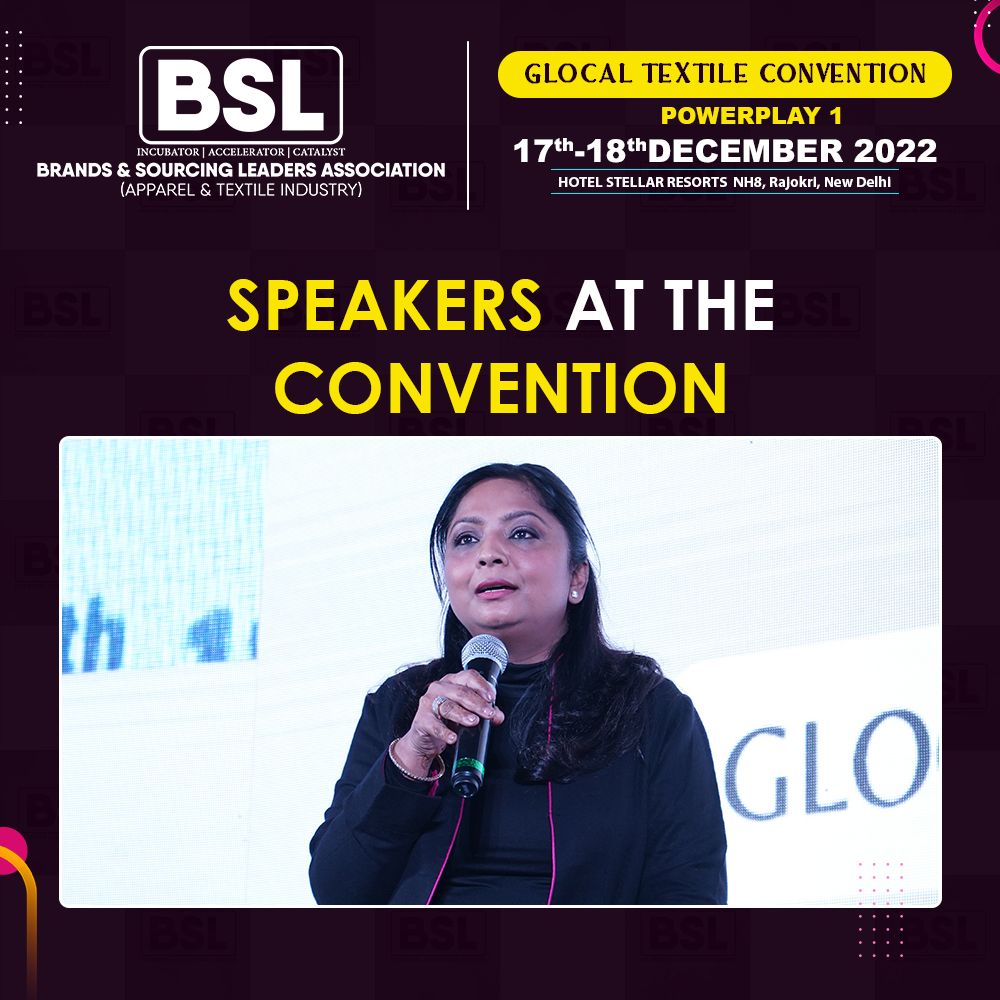 BSL
INCUBATOR | ACCELERATOR | CATALYST
BRANDS & SOURCING LEADERS ASSOCIATION
(APPAREL & TEXTILE INDUSTRY)
GLOCAL TEXTILE CONVENTION
POWERPLAY 1
17th-18thDECEMBER 2022
HOTEL STELLAR RESORTS NH8, Rajokri, New Delhi
SPEAKERS AT THE
CONVENTION
th
GLO